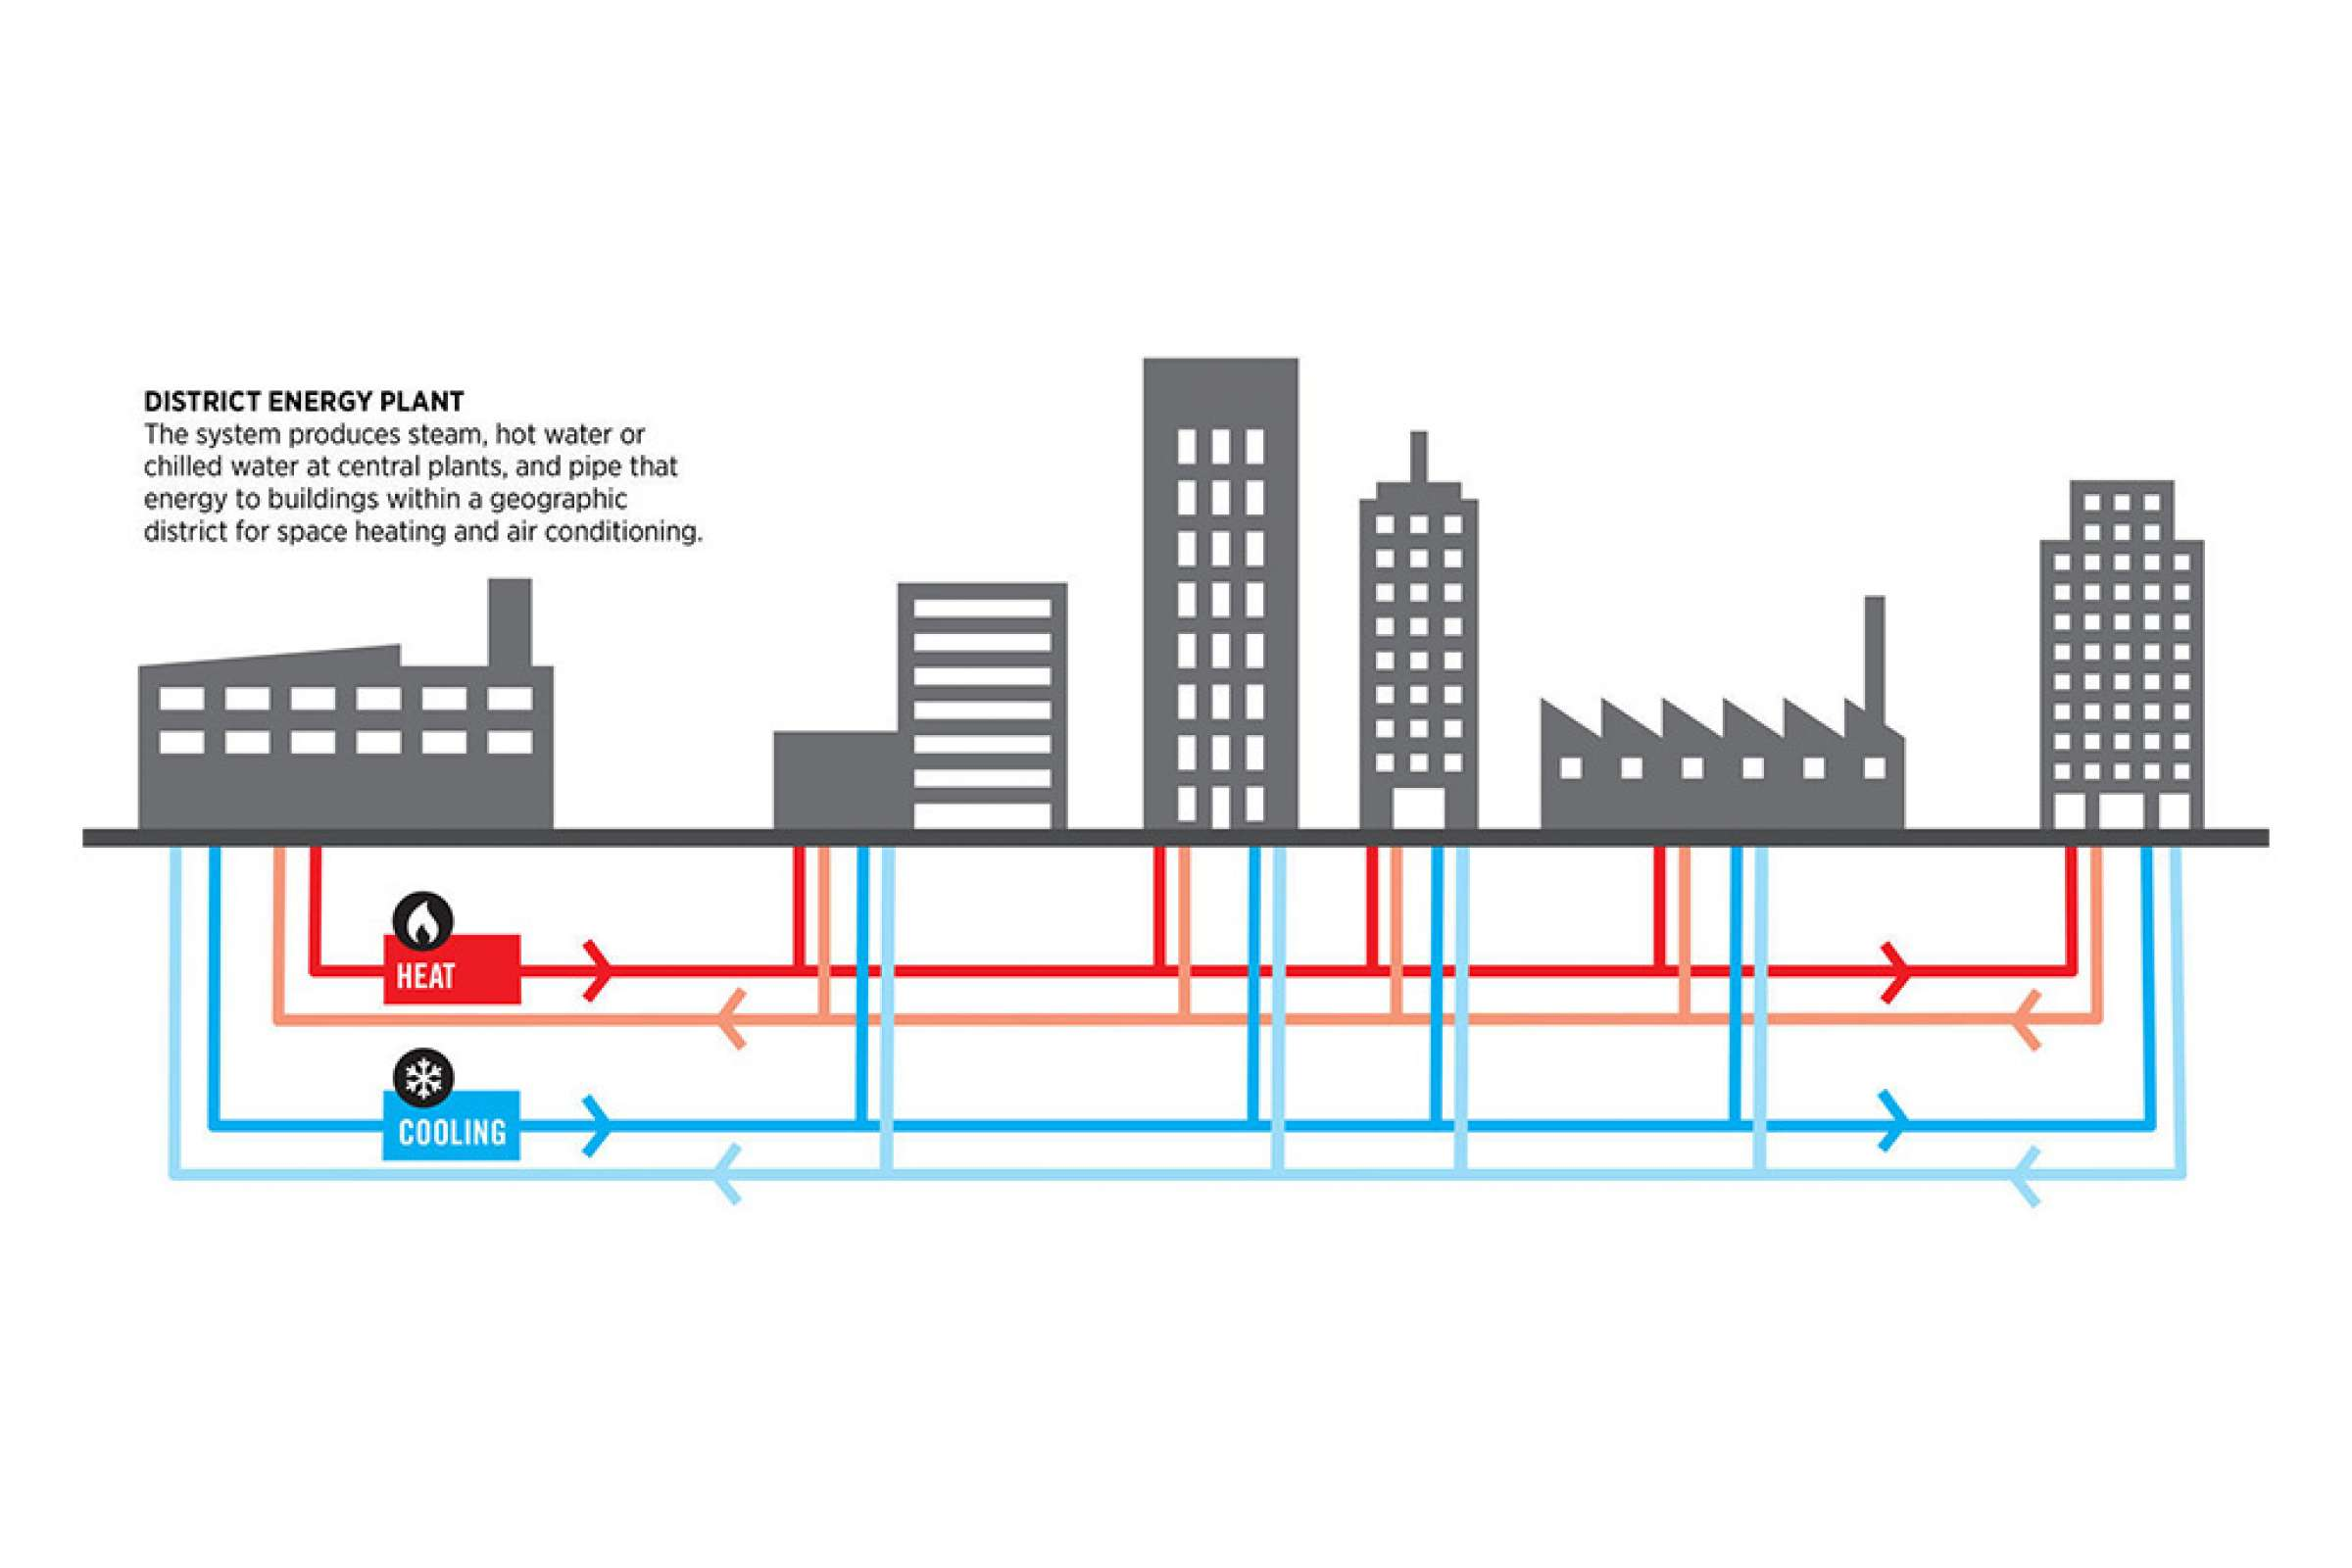 DISTRICT ENERGY PLANT
The system produces steam, hot water or
chilled water at central plants, and pipe that
energy to buildings within a geographic
district for space heating and air conditioning.
HEAT
COOLING